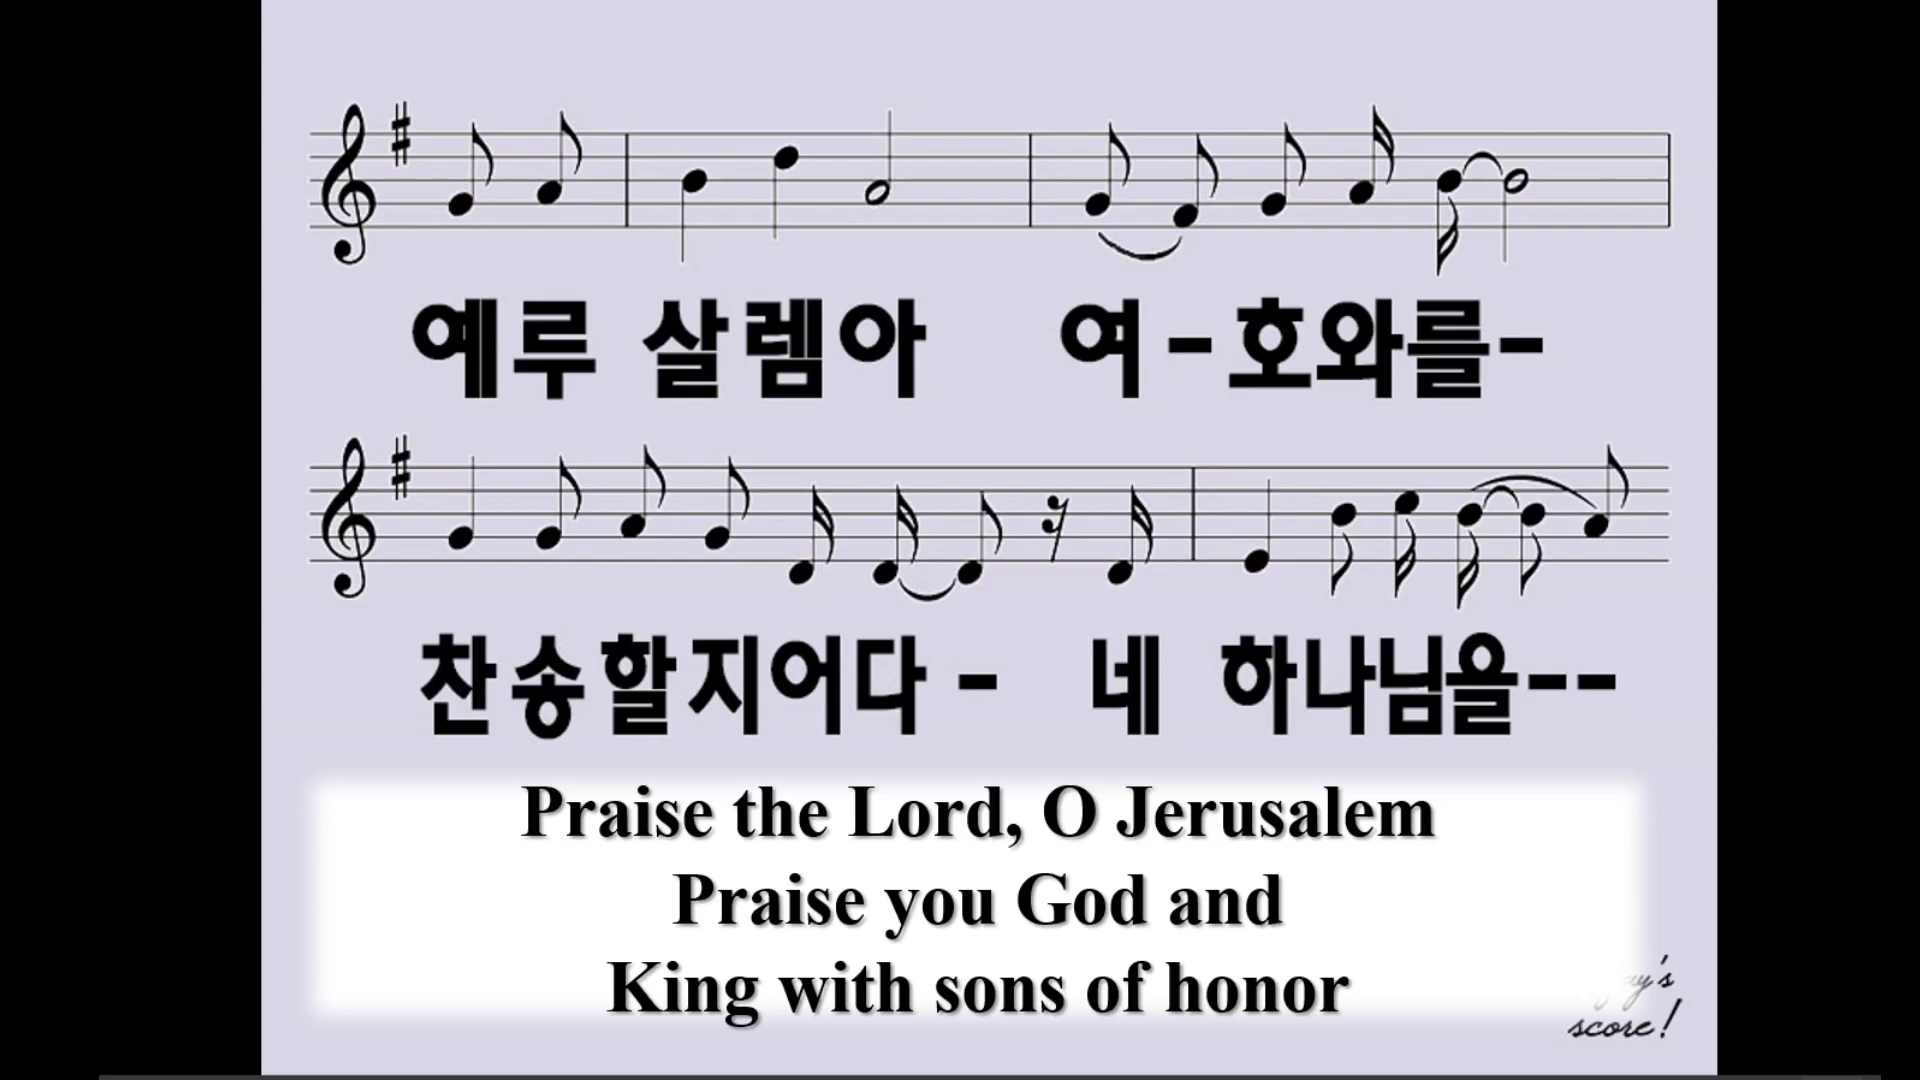 예루 살렘아 여-호와를-
찬송할지어다- 네 하나님을--
Praise the Lord, O Jerusalem
Praise you God and
King with sons of honor
score!